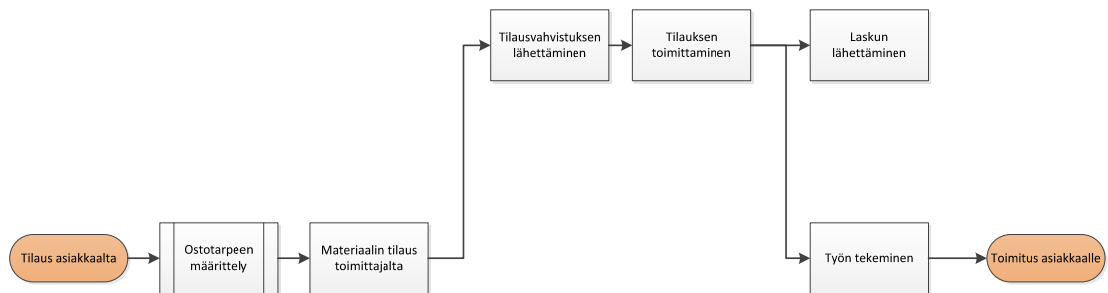 Tilausvahvistuksen
lähettäminen
Tilauksen
toimittaminen
Laskun
lähettäminen
Tilaus asiakkaalta
Ostotarpeen
määrittely
Materiaalin tilaus
toimittajalta
Työn tekeminen
Toimitus asiakkaalle